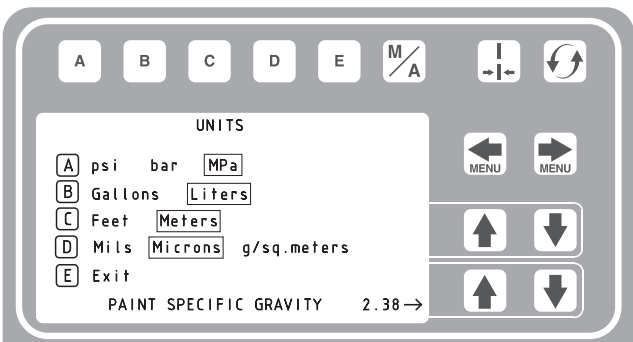 A B C D E M/A
UNITS
A psi bar MPa
MENU MENU
B Gallons Liters
C Feet Meters
D Mils Microns g/sq.meters
E Exit
PAINT SPECIFIC GRAVITY 2.38→